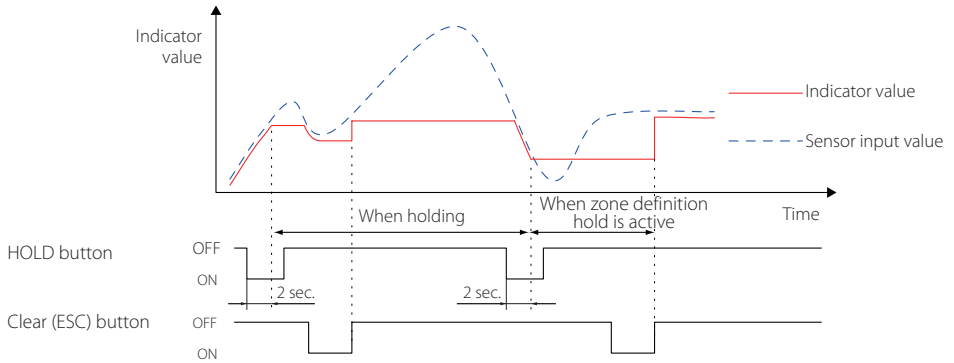 Indicator
value
Indicator value
Sensor input value
When holding
When zone definition
hold is active
Time
HOLD button
OFF
ON
2 sec.
2 sec.
Clear (ESC) button
OFF
ON